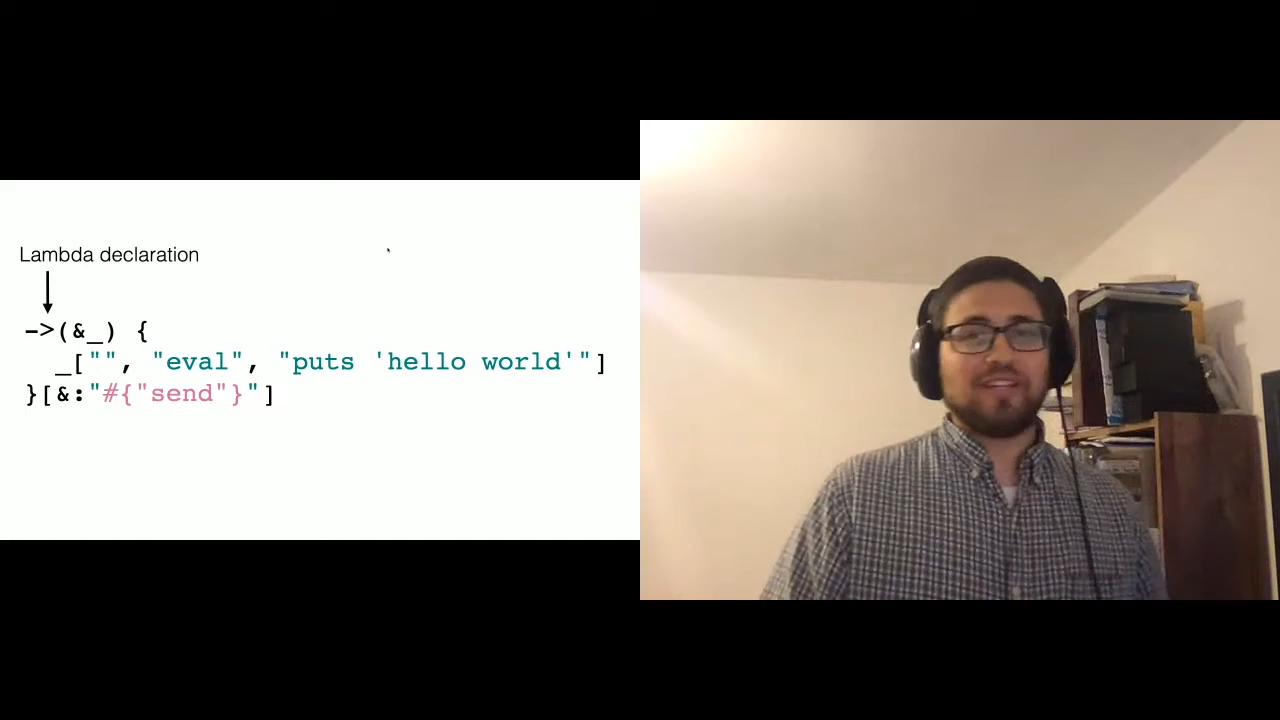 Lambda declaration
->(&_) {
_["", "eval", "puts 'hello world'"]
}[&:"#{"send"}"]